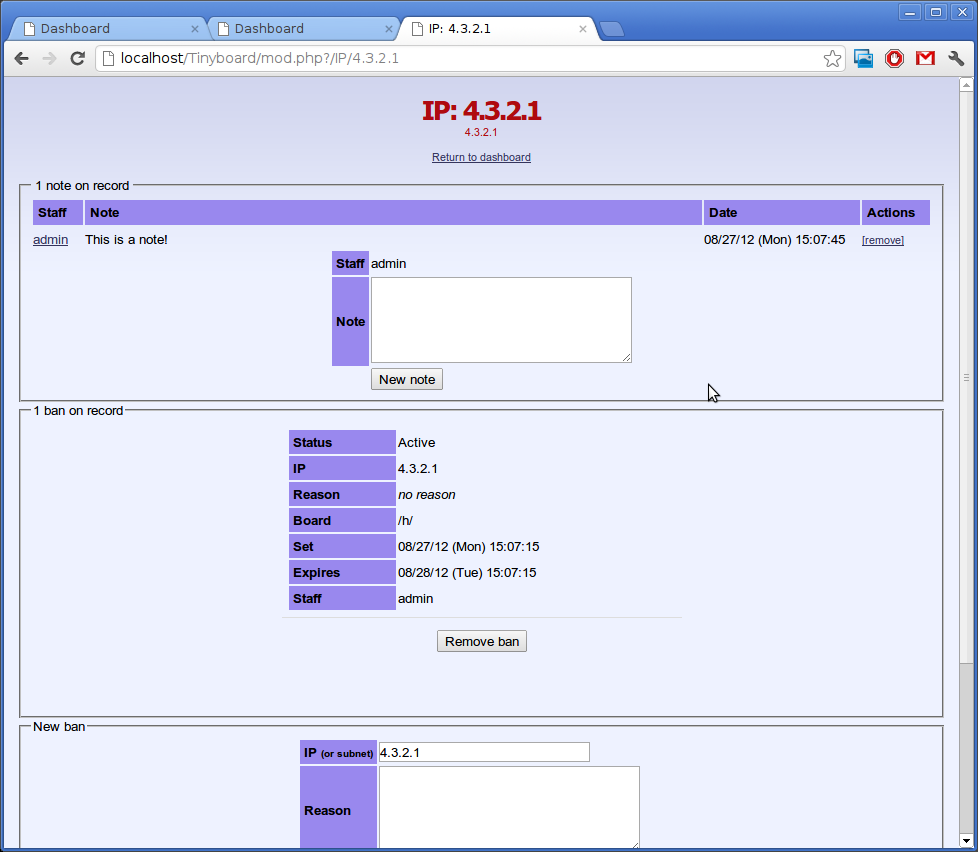 Dashboard Dashboard IP: 4.3.2.1
localhost/Tinyboard/mod.php?/IP/4.3.2.1
IP: 4.3.2.1
4.3.2.1
Return to dashboard
1 note on record
Staff Note Date Actions
admin This is a note! 08/27/12 (Mon) 15:07:45 [remove]
Staff admin
Note
New note
1 ban on record
Status Active
IP 4.3.2.1
Reason no reason
Board /h/
Set 08/27/12 (Mon) 15:07:15
Expires 08/28/12 (Tue) 15:07:15
Staff admin
Remove ban
New ban
IP (or subnet) 4.3.2.1
Reason